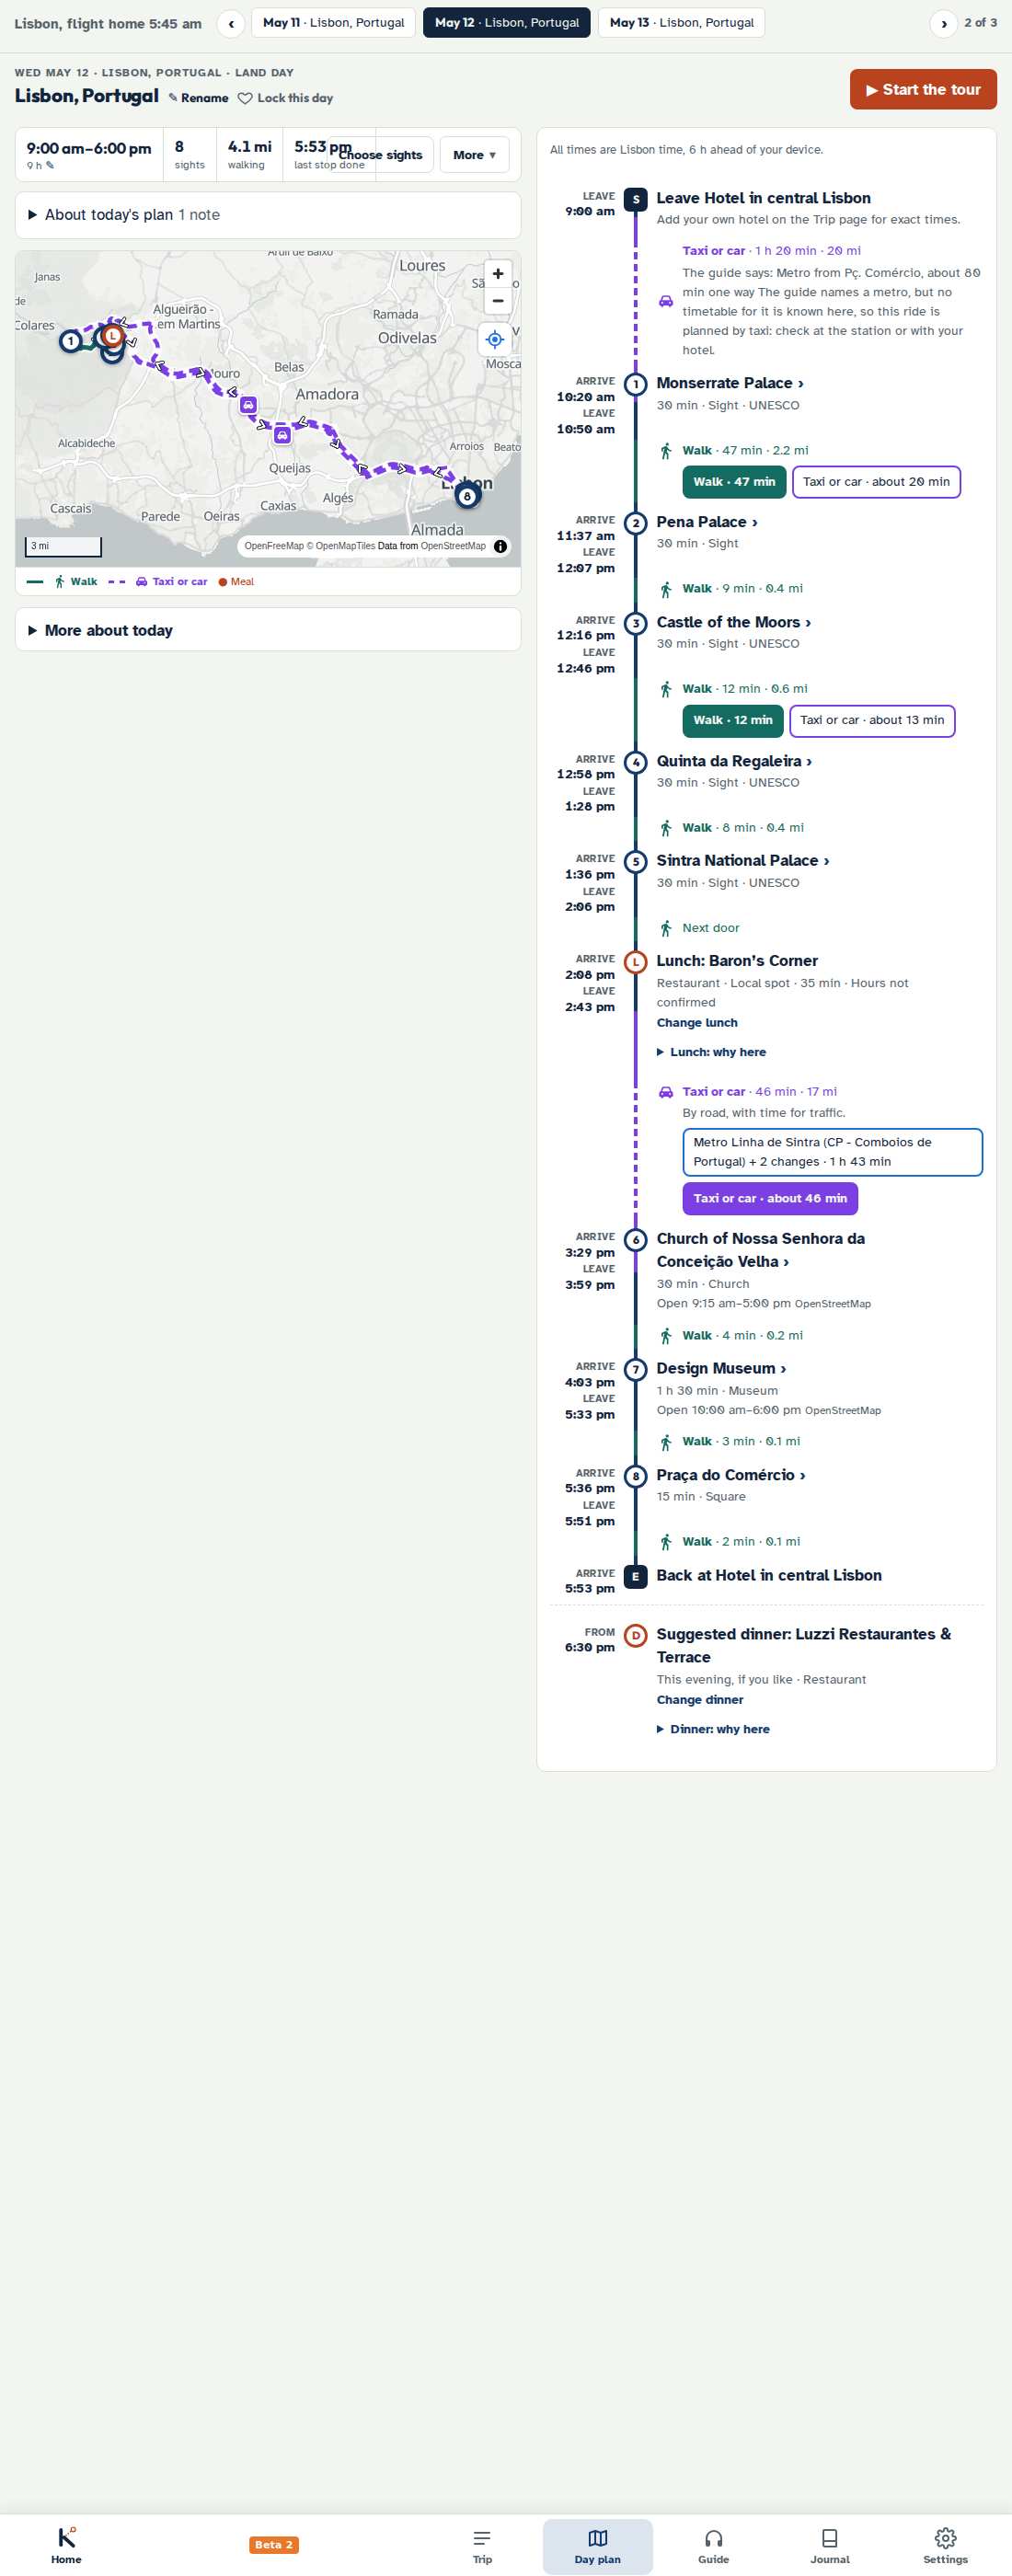 Lisbon, flight home 5:45 am
‹
May 11 · Lisbon, Portugal
May 12 · Lisbon, Portugal
May 13 · Lisbon, Portugal
›
2 of 3
WED MAY 12 · LISBON, PORTUGAL · LAND DAY
Lisbon, Portugal ✎ Rename Lock this day
▶ Start the tour
9:00 am–6:00 pm
9 h ✎
8
sights
4.1 mi
walking
5:53 pm
last stop done
Choose sights
More ▾
▶ About today's plan 1 note
Janas
Loures
Algueirão -
em Martins
Ramada
Odivelas
Colares
Belas
Amadora
Mosca
Alcabideche
Arroios
Beato
Queijas
Cascais
Parede
Oeiras
Caxias
Algés
Almada
1
L
8
+
−
3 mi
OpenFreeMap © OpenMapTiles Data from OpenStreetMap
Walk
Taxi or car
Meal
▶ More about today
All times are Lisbon time, 6 h ahead of your device.
LEAVE
9:00 am
S
Leave Hotel in central Lisbon
Add your own hotel on the Trip page for exact times.
Taxi or car · 1 h 20 min · 20 mi
The guide says: Metro from Pç. Comércio, about 80
min one way The guide names a metro, but no
timetable for it is known here, so this ride is
planned by taxi: check at the station or with your
hotel.
ARRIVE
10:20 am
LEAVE
10:50 am
1
Monserrate Palace ›
30 min · Sight · UNESCO
Walk · 47 min · 2.2 mi
Walk · 47 min
Taxi or car · about 20 min
ARRIVE
11:37 am
LEAVE
12:07 pm
2
Pena Palace ›
30 min · Sight
Walk · 9 min · 0.4 mi
ARRIVE
12:16 pm
LEAVE
12:46 pm
3
Castle of the Moors ›
30 min · Sight · UNESCO
Walk · 12 min · 0.6 mi
Walk · 12 min
Taxi or car · about 13 min
ARRIVE
12:58 pm
LEAVE
1:28 pm
4
Quinta da Regaleira ›
30 min · Sight · UNESCO
Walk · 8 min · 0.4 mi
ARRIVE
1:36 pm
LEAVE
2:06 pm
5
Sintra National Palace ›
30 min · Sight · UNESCO
Next door
ARRIVE
2:08 pm
LEAVE
2:43 pm
L
Lunch: Baron’s Corner
Restaurant · Local spot · 35 min · Hours not
confirmed
Change lunch
▶ Lunch: why here
Taxi or car · 46 min · 17 mi
By road, with time for traffic.
Metro Linha de Sintra (CP - Comboios de
Portugal) + 2 changes · 1 h 43 min
Taxi or car · about 46 min
ARRIVE
3:29 pm
LEAVE
3:59 pm
6
Church of Nossa Senhora da
Conceição Velha ›
30 min · Church
Open 9:15 am–5:00 pm OpenStreetMap
Walk · 4 min · 0.2 mi
ARRIVE
4:03 pm
LEAVE
5:33 pm
7
Design Museum ›
1 h 30 min · Museum
Open 10:00 am–6:00 pm OpenStreetMap
Walk · 3 min · 0.1 mi
ARRIVE
5:36 pm
LEAVE
5:51 pm
8
Praça do Comércio ›
15 min · Square
Walk · 2 min · 0.1 mi
ARRIVE
5:53 pm
E
Back at Hotel in central Lisbon
FROM
6:30 pm
D
Suggested dinner: Luzzi Restaurantes &
Terrace
This evening, if you like · Restaurant
Change dinner
▶ Dinner: why here
Home
Beta 2
Trip
Day plan
Guide
Journal
Settings